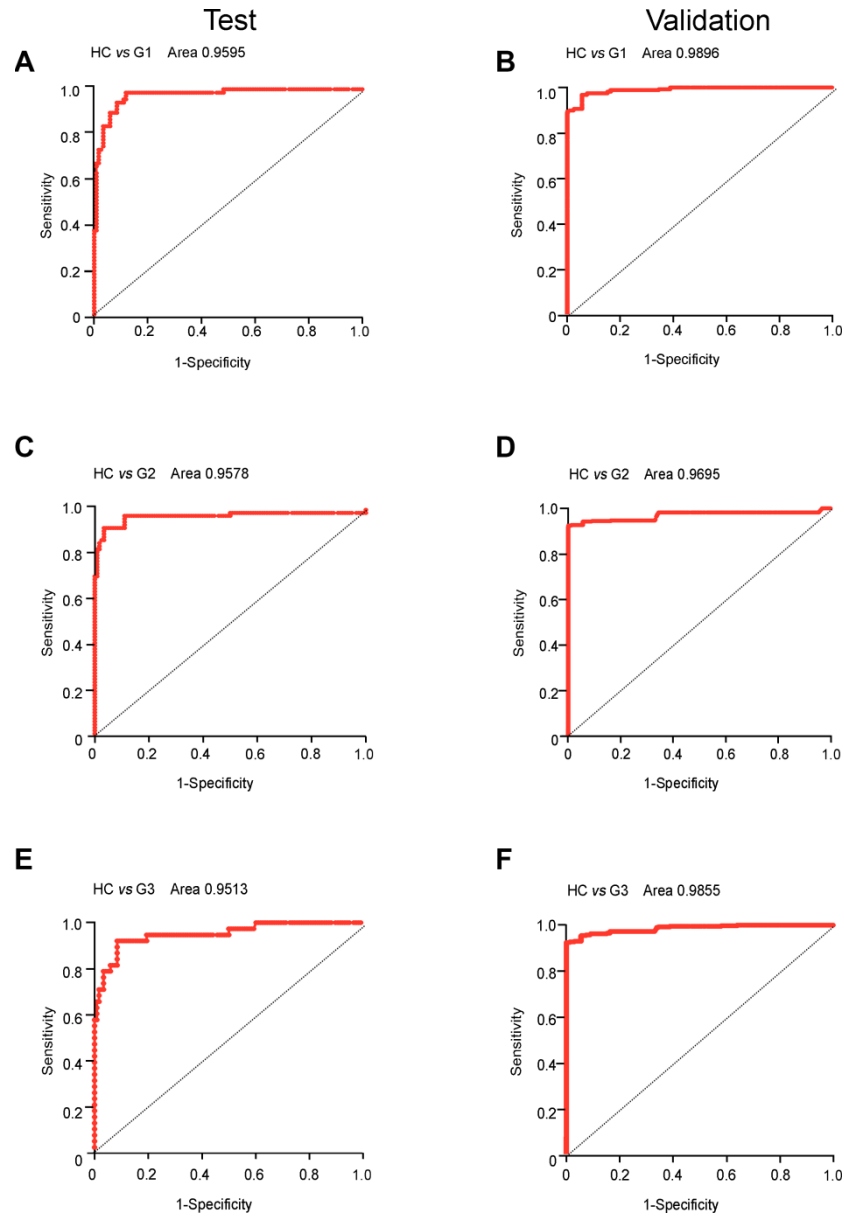 Test
Validation
A
HC vs G1 Area 0.9595
1.0
0.8
0.6
0.4
0.2
0
Sensitivity
0 0.2 0.4 0.6 0.8 1.0
1-Specificity
B
HC vs G1 Area 0.9896
1.0
0.8
0.6
0.4
0.2
0
Sensitivity
0 0.2 0.4 0.6 0.8 1.0
1-Specificity
C
HC vs G2 Area 0.9578
1.0
0.8
0.6
0.4
0.2
0
Sensitivity
0 0.2 0.4 0.6 0.8 1.0
1-Specificity
D
HC vs G2 Area 0.9695
1.0
0.8
0.6
0.4
0.2
0
Sensitivity
0 0.2 0.4 0.6 0.8 1.0
1-Specificity
E
HC vs G3 Area 0.9513
1.0
0.8
0.6
0.4
0.2
0
Sensitivity
0 0.2 0.4 0.6 0.8 1.0
1-Specificity
F
HC vs G3 Area 0.9855
1.0
0.8
0.6
0.4
0.2
0
Sensitivity
0 0.2 0.4 0.6 0.8 1.0
1-Specificity